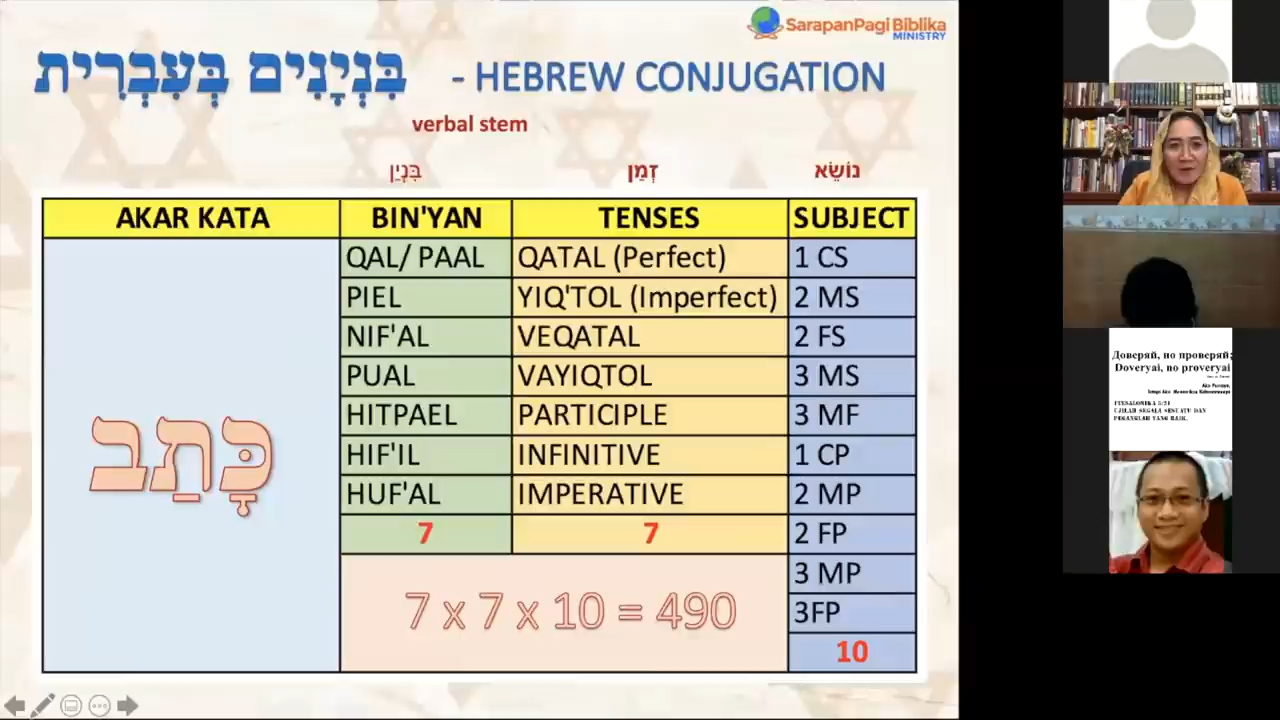 SarapanPagi Biblika
MINISTRY
בִּנְיָנִים בְּעִבְרִית - HEBREW CONJUGATION
verbal stem
בִּנְיָן זְמַן נוֹשֵׂא
AKAR KATA BIN'YAN TENSES SUBJECT
QAL/ PAAL QATAL (Perfect) 1 CS
PIEL YIQ'TOL (Imperfect) 2 MS
NIF'AL VEQATAL 2 FS
PUAL VAYIQTOL 3 MS
HITPAEL PARTICIPLE 3 MF
HIF'IL INFINITIVE 1 CP
HUF'AL IMPERATIVE 2 MP
7 7 2 FP
כָּתַב
3 MP
7 x 7 x 10 = 490 3FP
10
Доверяй, но проверяй;
Doveryai, no proveryai
UJILAH SEGALA SESUATU DAN
PEGANGLAH YANG BAIK.